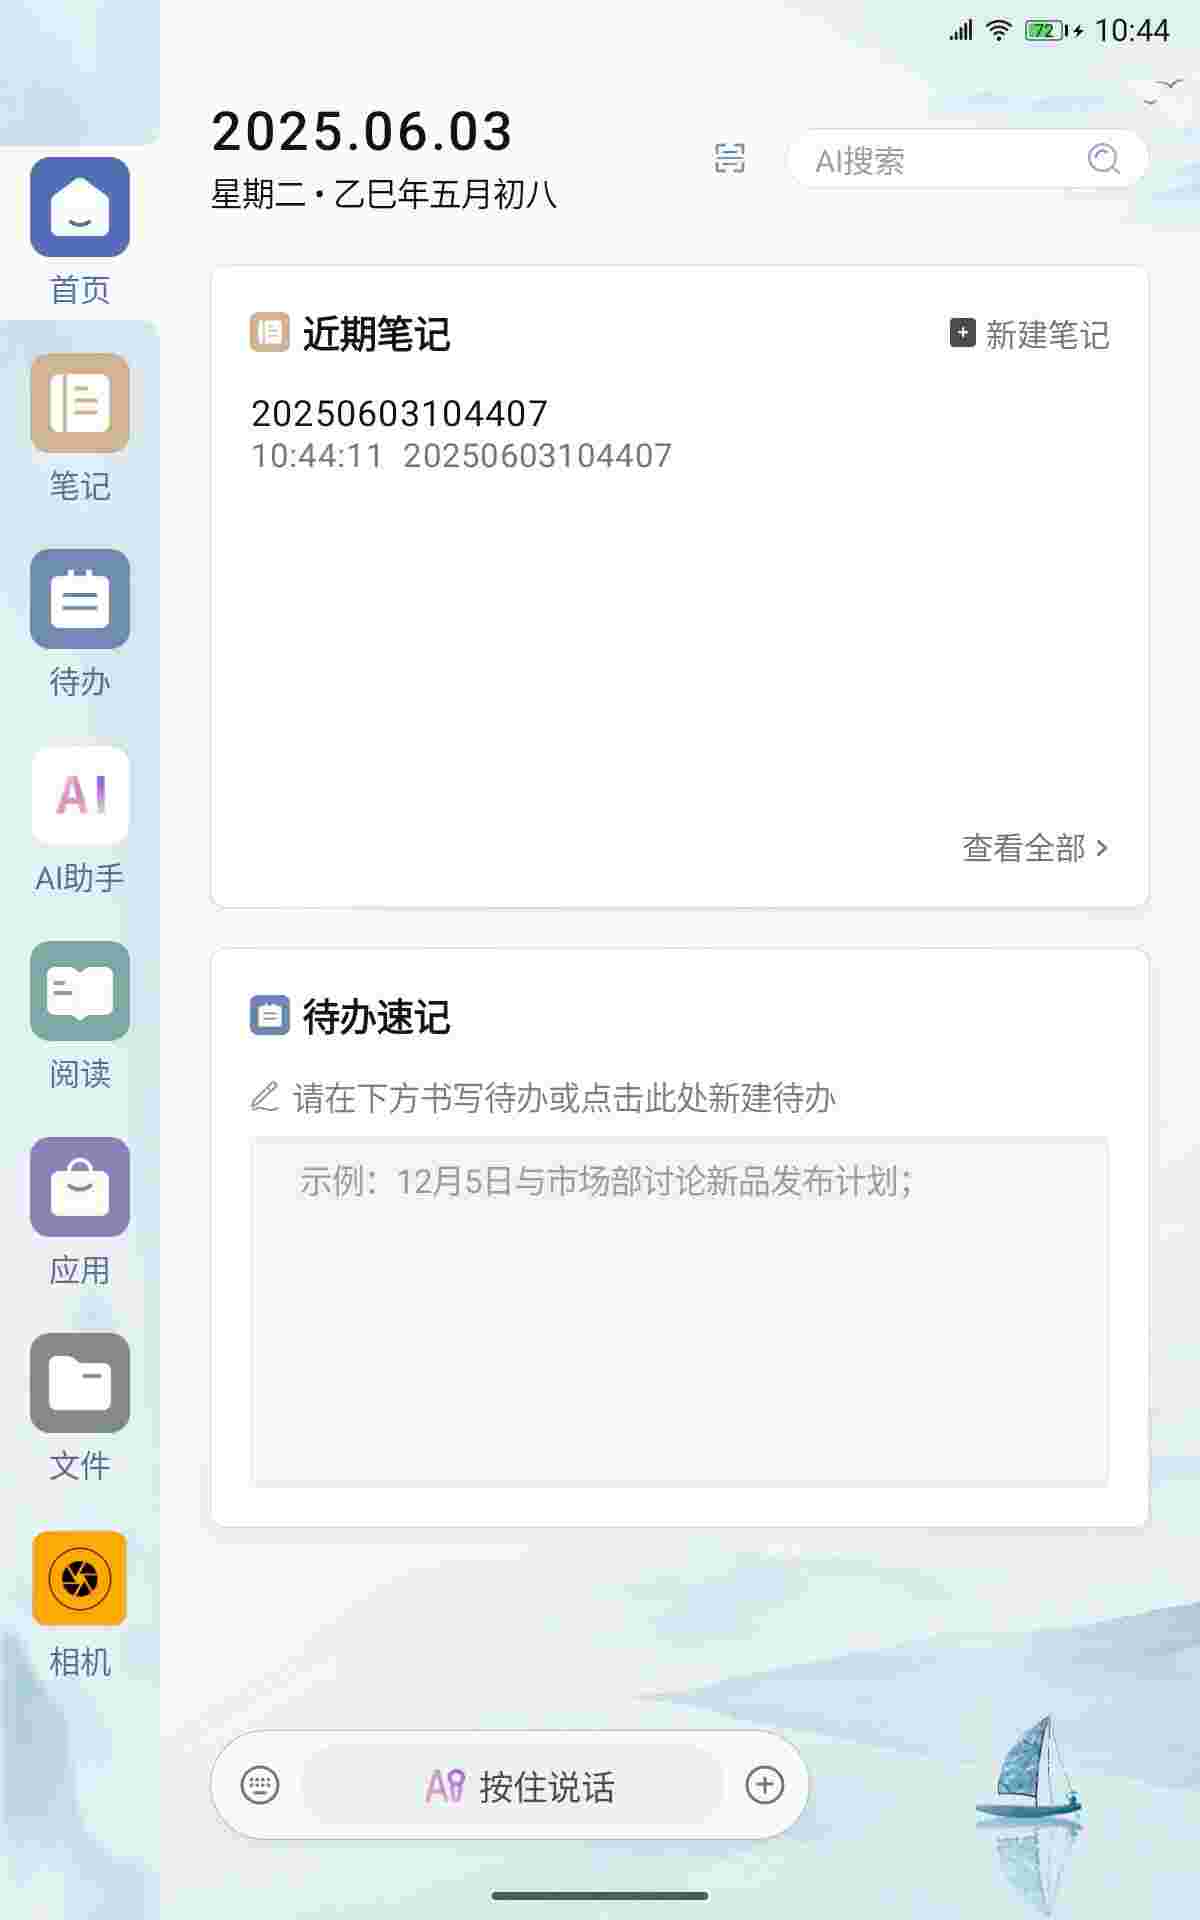 72 10:44
2025.06.03
星期二·乙巳年五月初八
AI搜索
首页
近期笔记
新建笔记
20250603104407
10:44:11 20250603104407
笔记
待办
AI
AI助手
查看全部
待办速记
阅读
请在下方书写待办或点击此处新建待办
示例：12月5日与市场部讨论新品发布计划；
应用
文件
相机
AI 按住说话